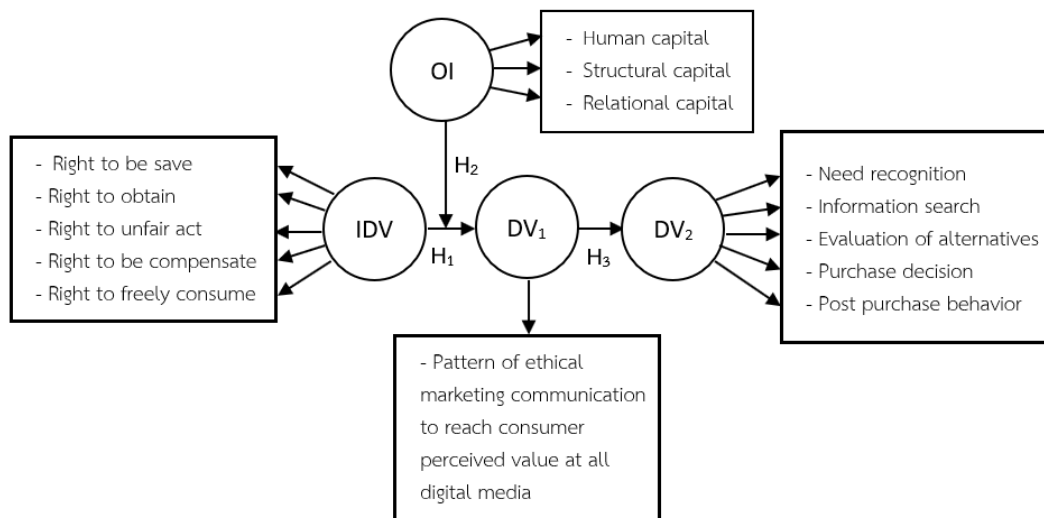 OI
- Human capital
- Structural capital
- Relational capital
H₂
- Right to be save
- Right to obtain
- Right to unfair act
- Right to be compensate
- Right to freely consume
IDV
H₁
DV₁
H₃
DV₂
- Need recognition
- Information search
- Evaluation of alternatives
- Purchase decision
- Post purchase behavior
- Pattern of ethical
marketing communication
to reach consumer
perceived value at all
digital media